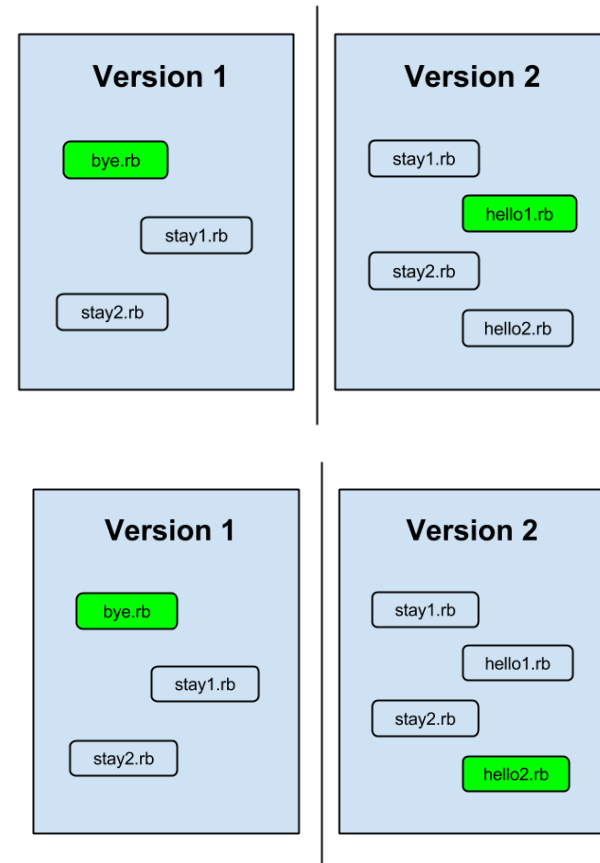 Version 1
bye.rb
stay1.rb
stay2.rb
Version 2
stay1.rb
hello1.rb
stay2.rb
hello2.rb
Version 1
bye.rb
stay1.rb
stay2.rb
Version 2
stay1.rb
hello1.rb
stay2.rb
hello2.rb